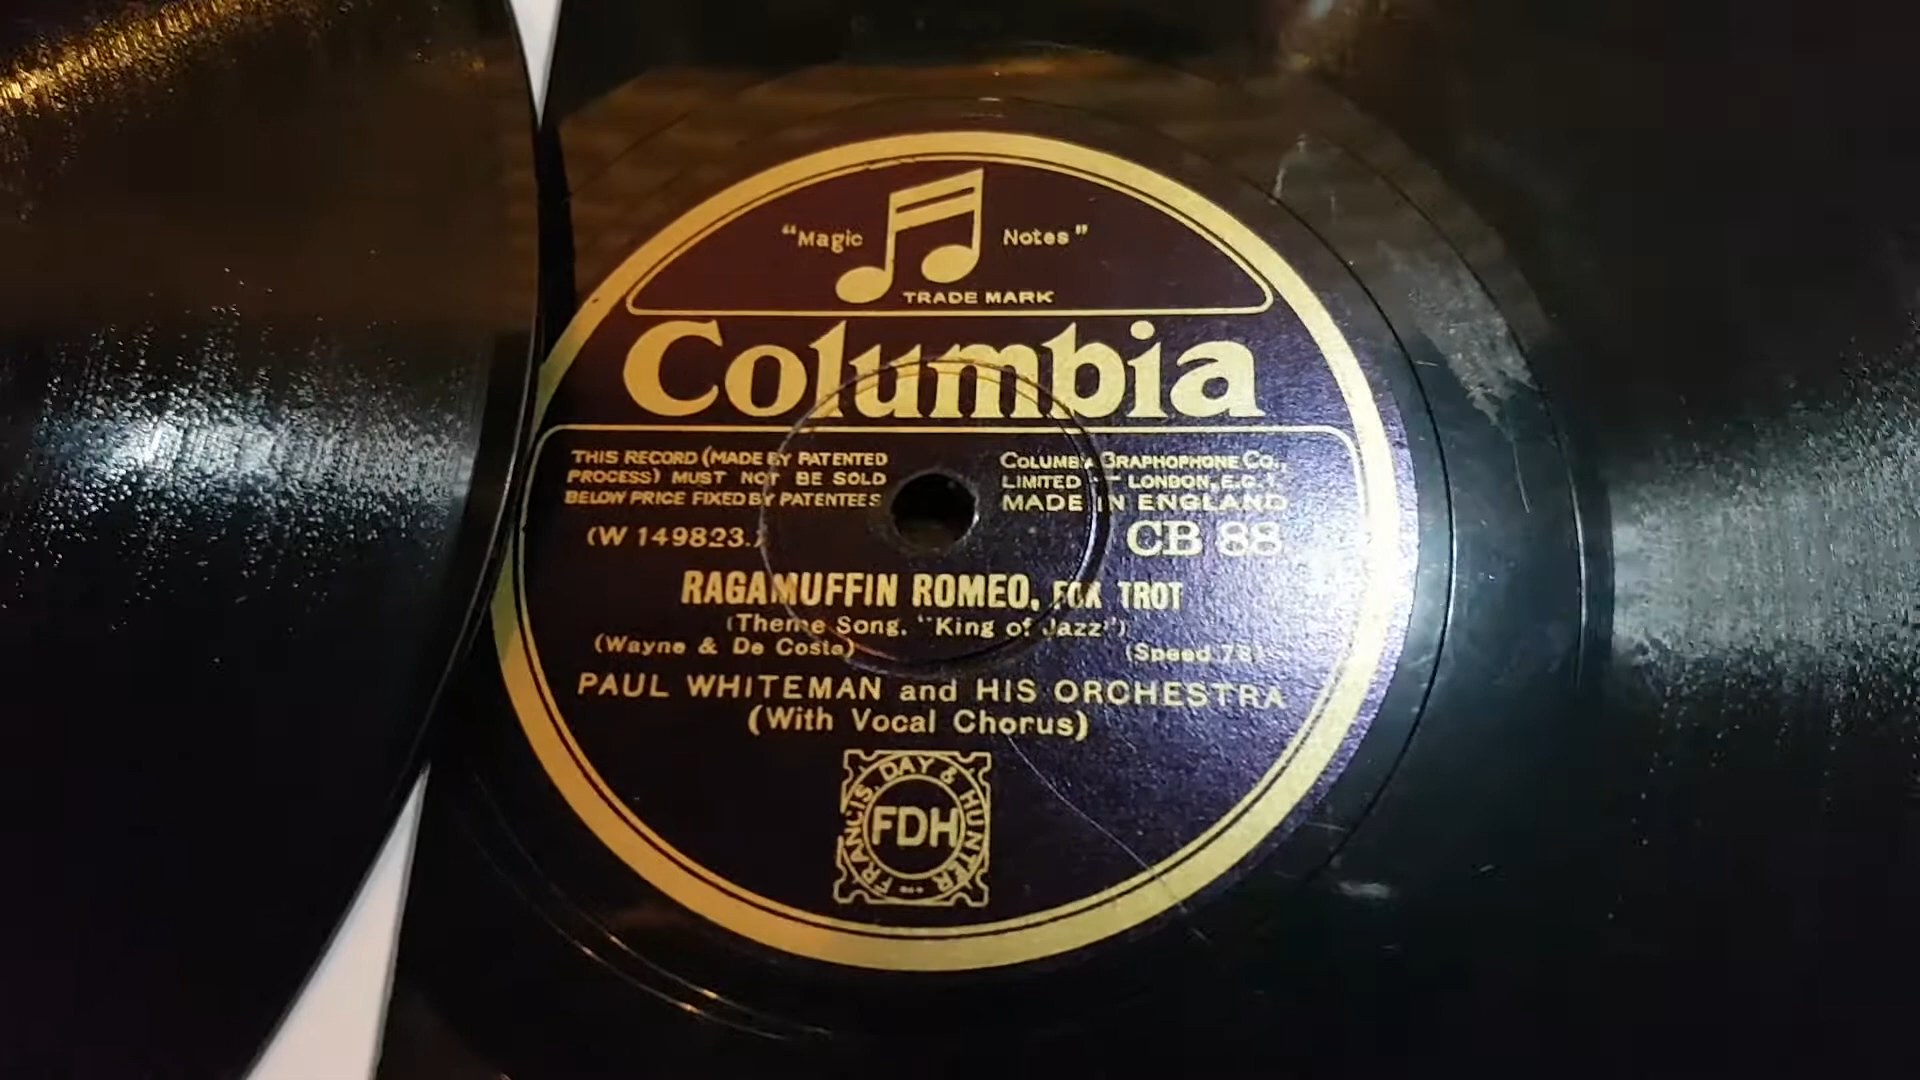 "Magic Notes"
TRADE MARK
Columbia
THIS RECORD (MADE BY PATENTED
PROCESS) MUST NOT BE SOLD
BELOW PRICE FIXED BY PATENTEES
COLUMBIA GRAPHOPHONE CO.,
LIMITED — LONDON, E.C.1.
MADE IN ENGLAND
(W 149823.)
CB 88.
RAGAMUFFIN ROMEO, FOX TROT
(Theme Song. "King of Jazz")
(Wayne & De Costa)
(Speed 78)
PAUL WHITEMAN and HIS ORCHESTRA
(With Vocal Chorus)
FRANCIS, DAY & HUNTER
FDH